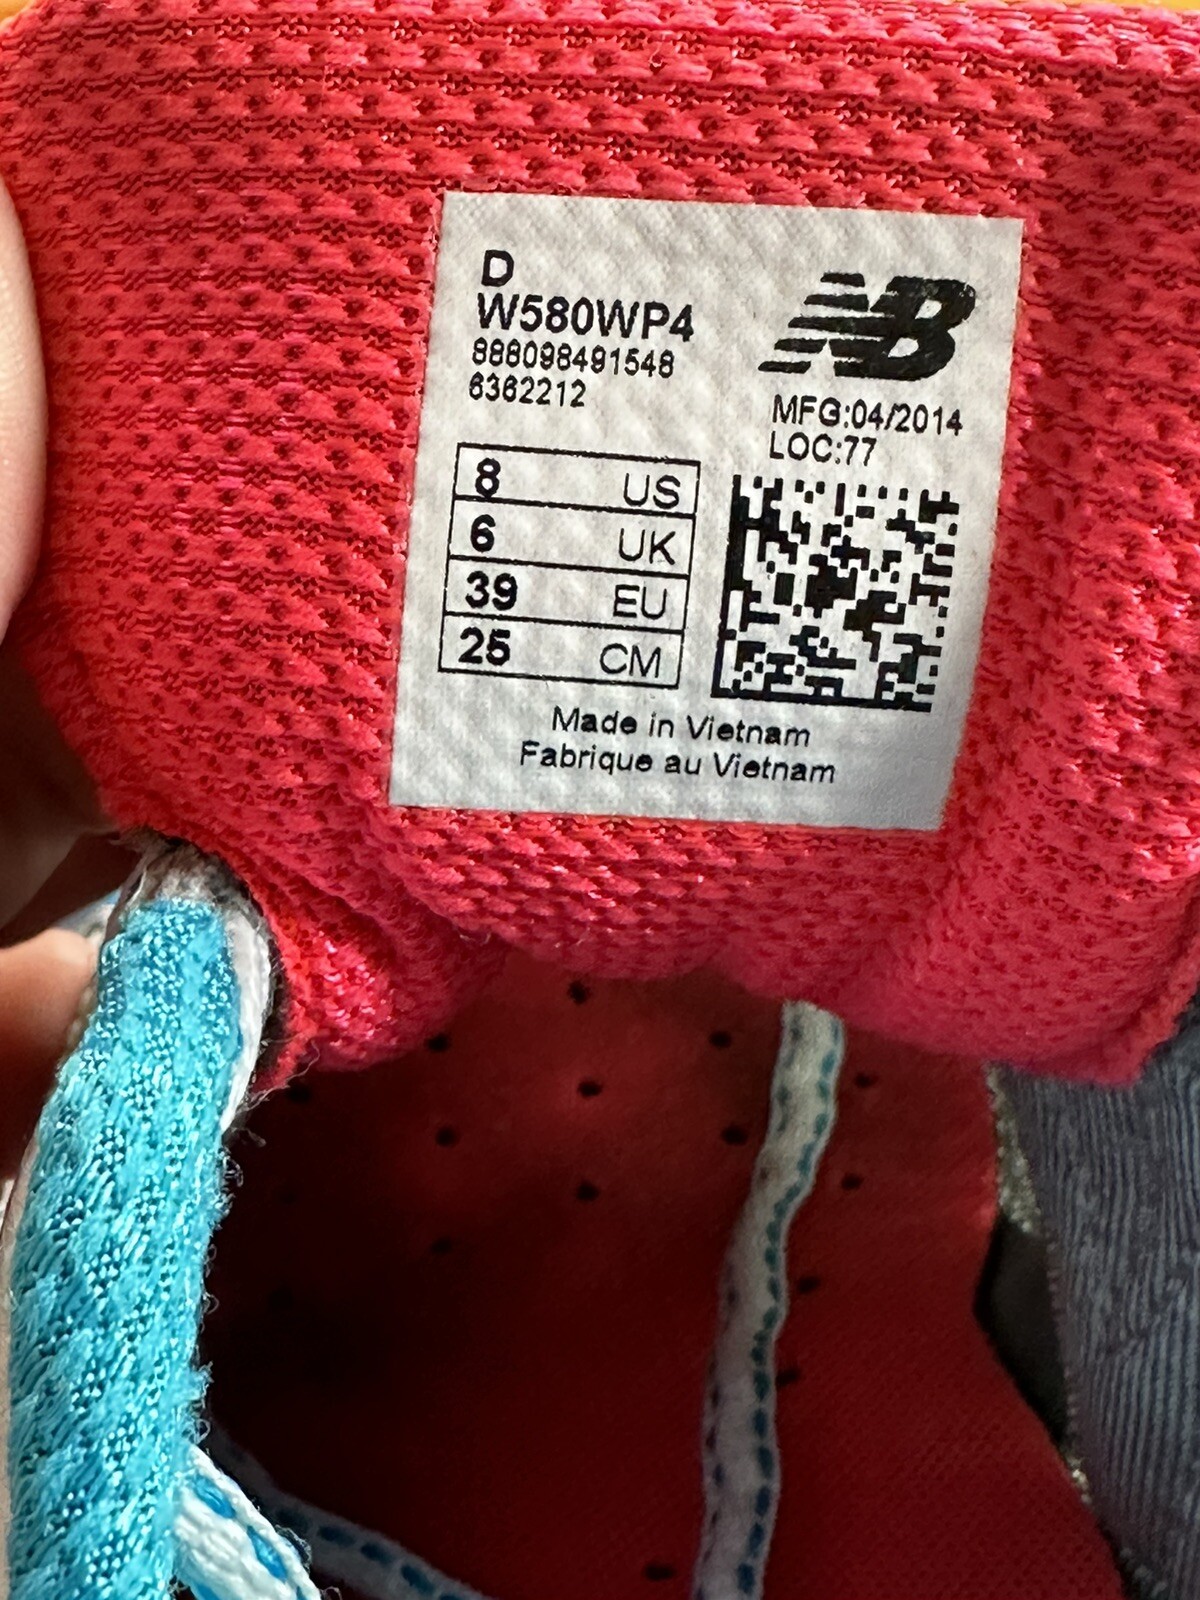 D
W580WP4
888098491548
6362212
NB
MFG:04/2014
LOC:77
8 US
6 UK
39 EU
25 CM
Made in Vietnam
Fabrique au Vietnam